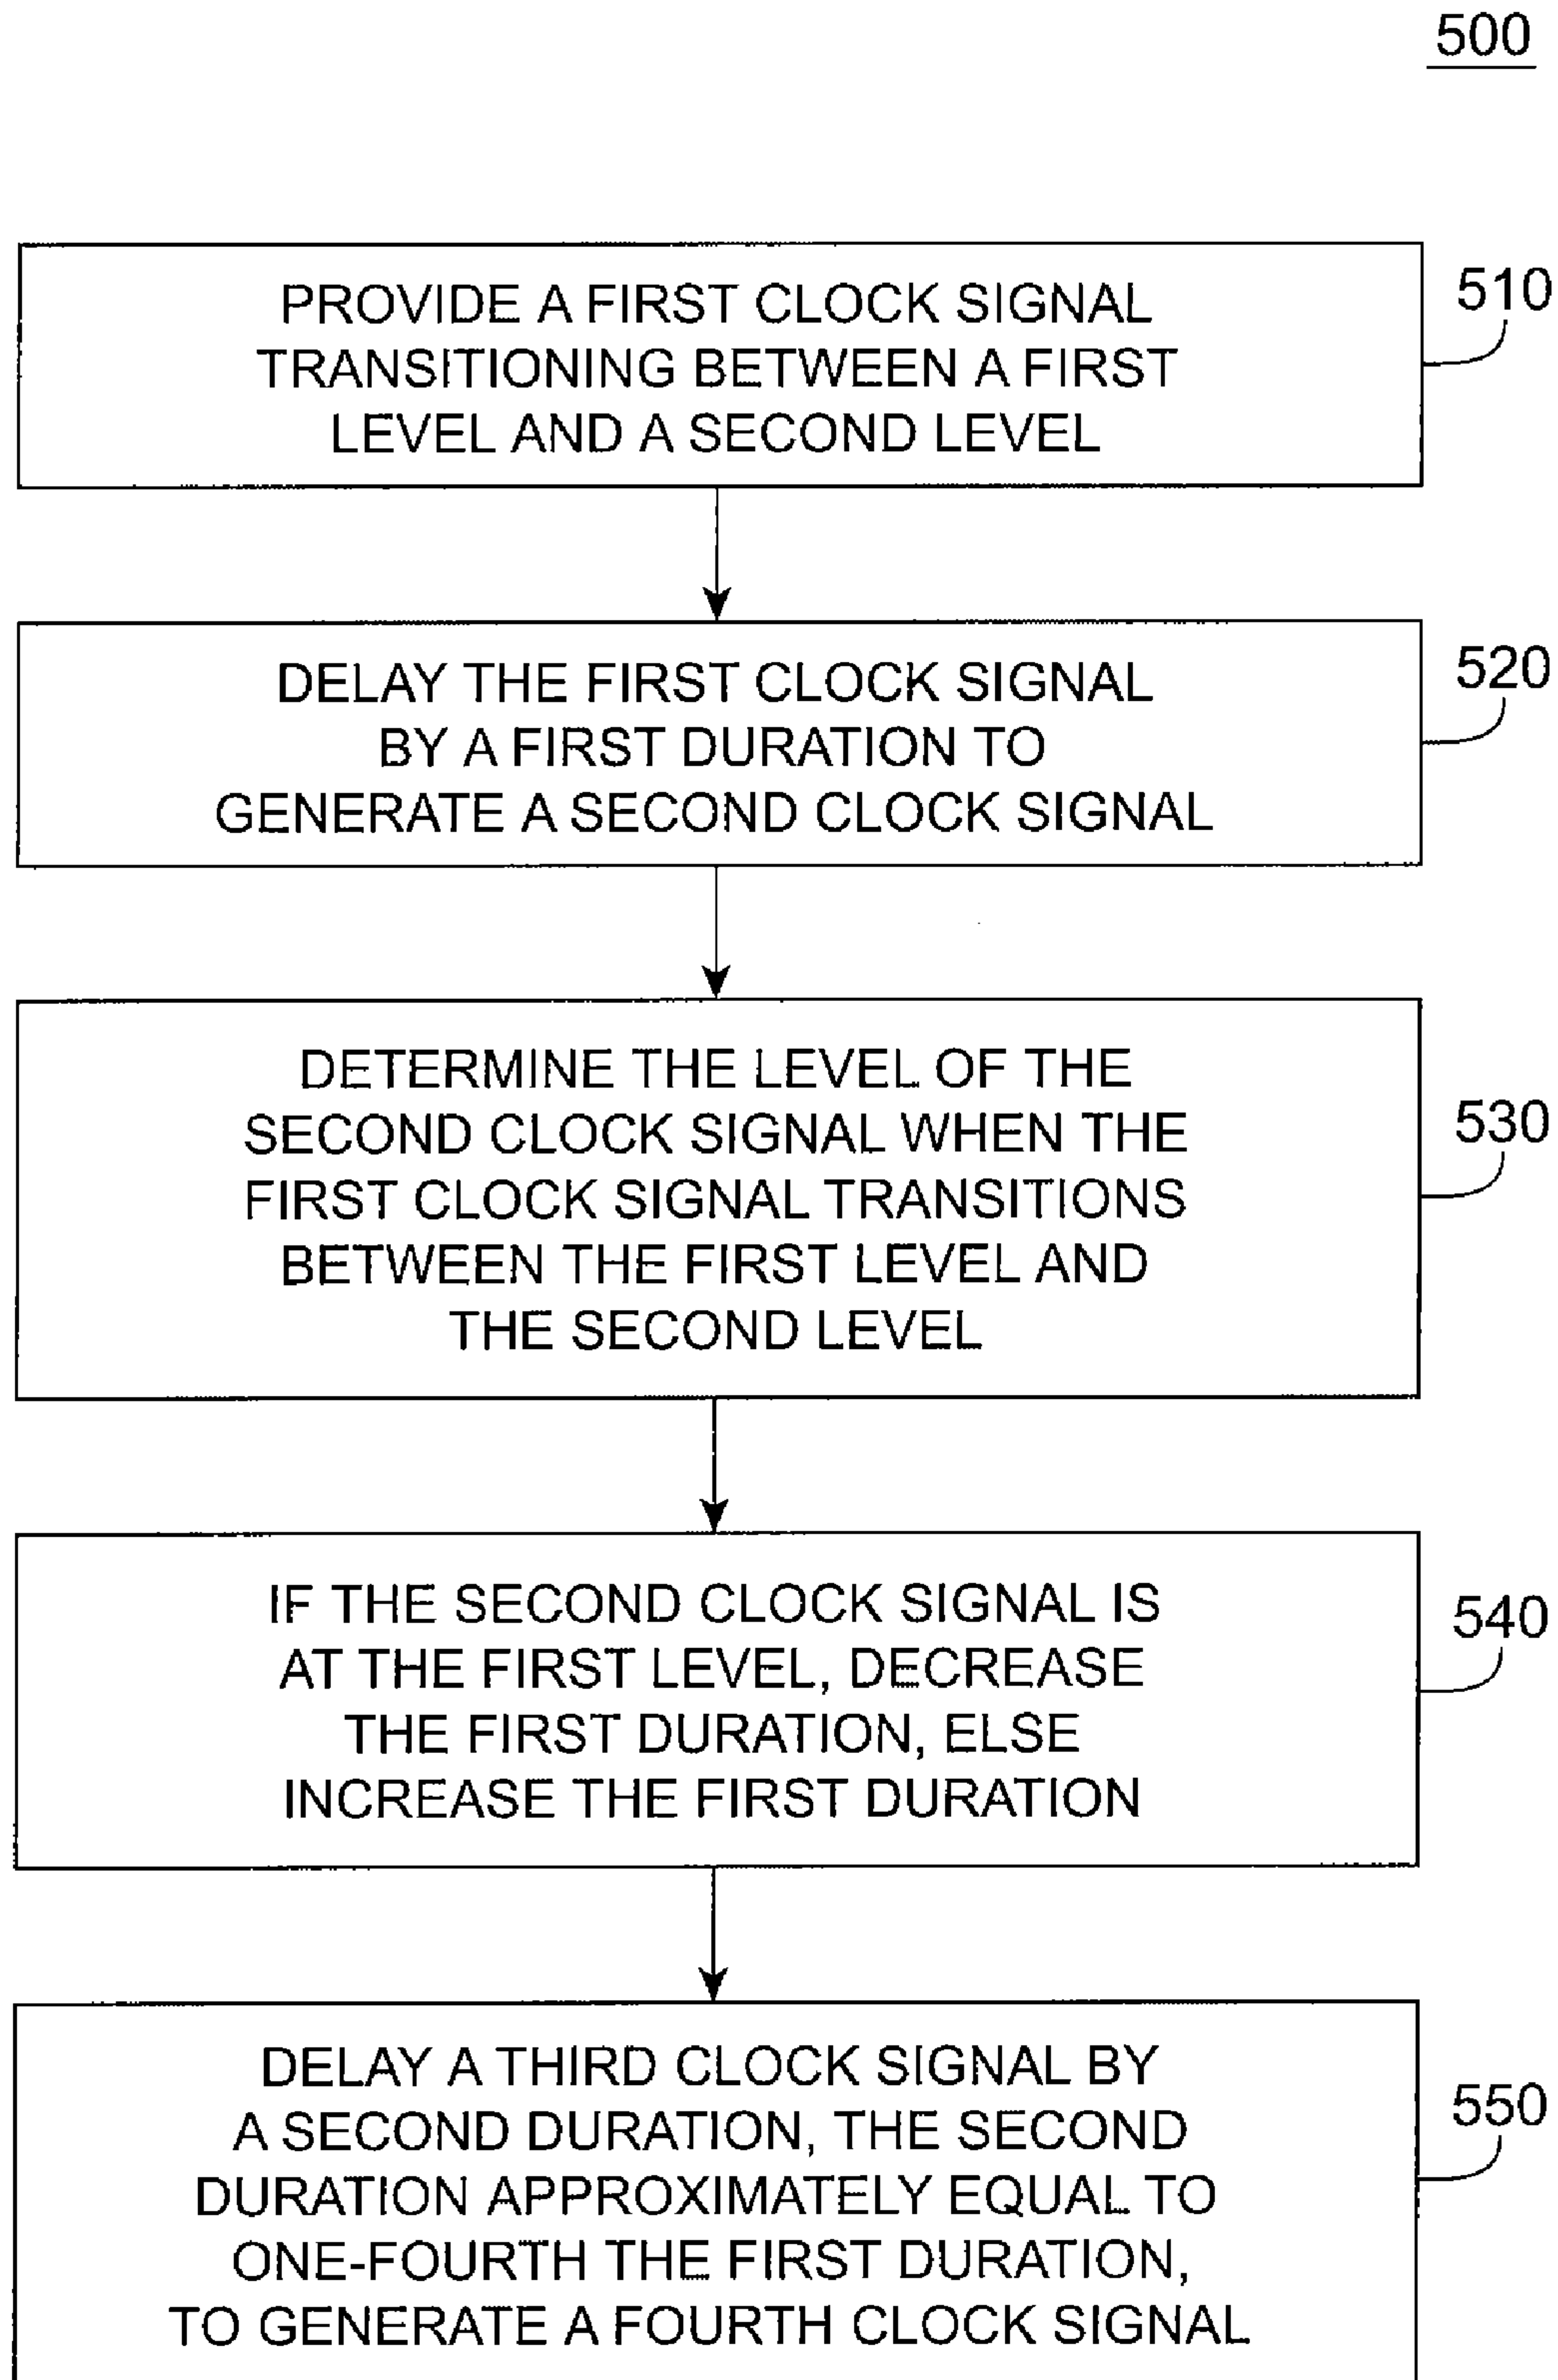 500
PROVIDE A FIRST CLOCK SIGNAL
TRANSITIONING BETWEEN A FIRST
LEVEL AND A SECOND LEVEL
510
DELAY THE FIRST CLOCK SIGNAL
BY A FIRST DURATION TO
GENERATE A SECOND CLOCK SIGNAL
520
DETERMINE THE LEVEL OF THE
SECOND CLOCK SIGNAL WHEN THE
FIRST CLOCK SIGNAL TRANSITIONS
BETWEEN THE FIRST LEVEL AND
THE SECOND LEVEL
530
IF THE SECOND CLOCK SIGNAL IS
AT THE FIRST LEVEL, DECREASE
THE FIRST DURATION, ELSE
INCREASE THE FIRST DURATION
540
DELAY A THIRD CLOCK SIGNAL BY
A SECOND DURATION, THE SECOND
DURATION APPROXIMATELY EQUAL TO
ONE-FOURTH THE FIRST DURATION,
TO GENERATE A FOURTH CLOCK SIGNAL
550